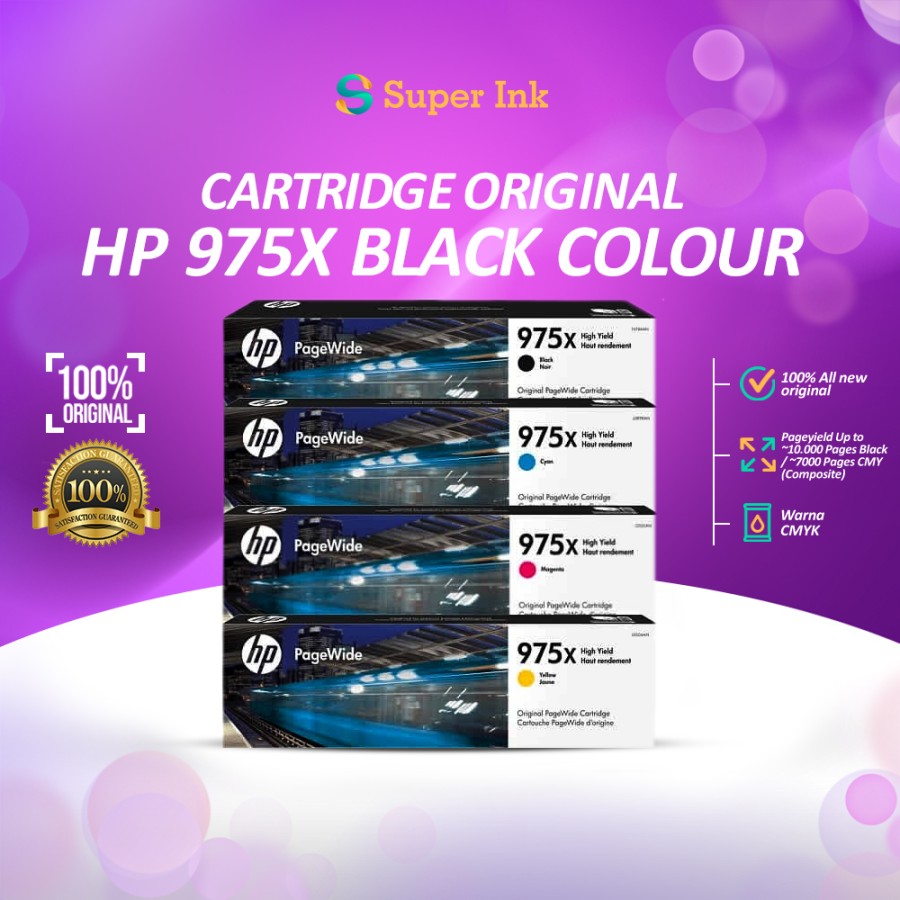 Super Ink
CARTRIDGE ORIGINAL
HP 975X BLACK COLOUR
100%
ORIGINAL
SATISFACTION GUARANTEED
100%
SATISFACTION GUARANTEED
100% All new
original
Pageyield Up to
~10.000 Pages Black
/ ~7000 Pages CMY
(Composite)
Warna
CMYK
hp
hp
PageWide
975x
High Yield
Haut rendement
Black
Noir
Original PageWide Cartridge
hp
PageWide
975x
High Yield
Haut rendement
Cyan
Original PageWide Cartridge
hp
PageWide
975x
High Yield
Haut rendement
Magenta
Original PageWide Cartridge
hp
PageWide
975x
High Yield
Haut rendement
Yellow
Jaune
Original PageWide Cartridge
Cartouche PageWide d'origine